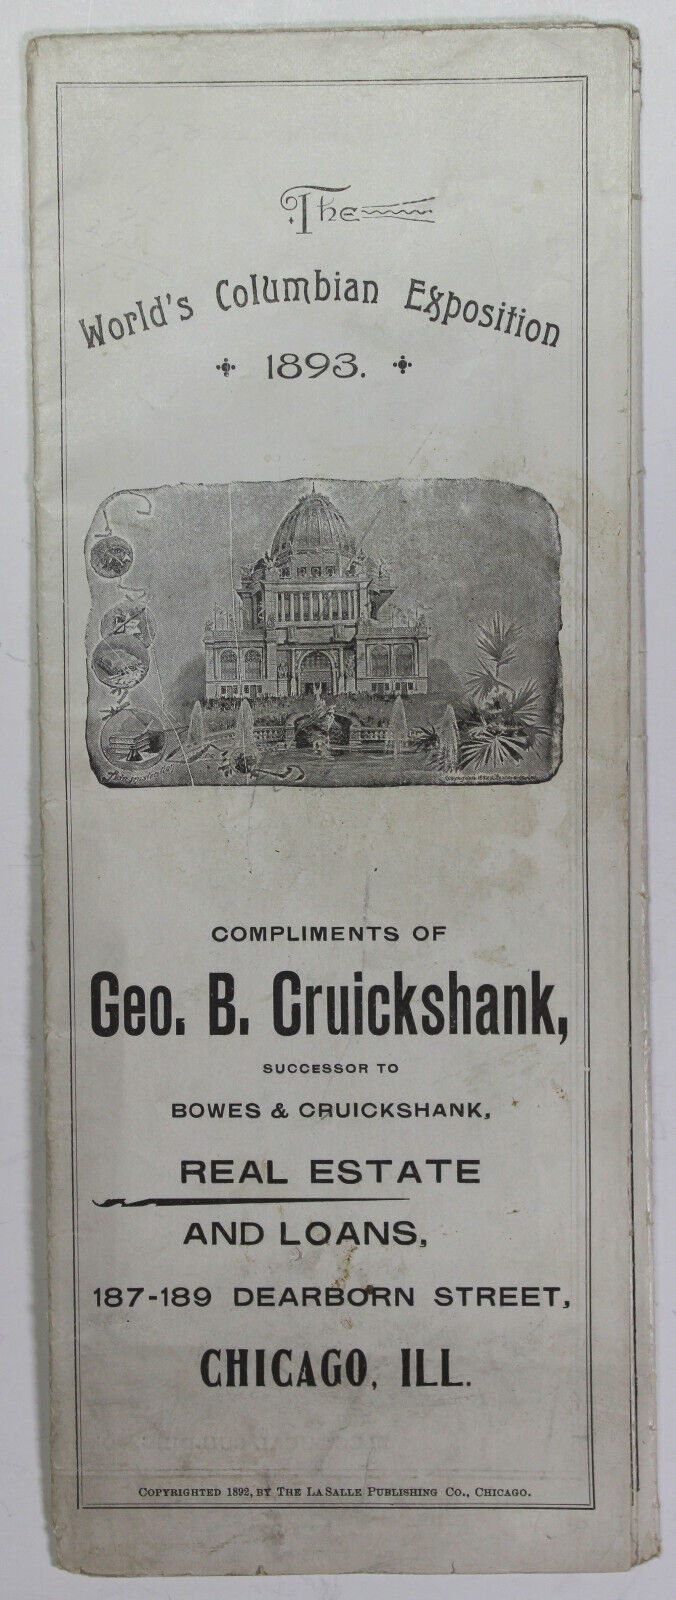 The
World's Columbian Exposition
1893.
COMPLIMENTS OF
Geo. B. Cruickshank,
SUCCESSOR TO
BOWES & CRUICKSHANK,
REAL ESTATE
AND LOANS,
187-189 DEARBORN STREET,
CHICAGO, ILL.
COPYRIGHTED 1892, BY THE LA SALLE PUBLISHING CO., CHICAGO.